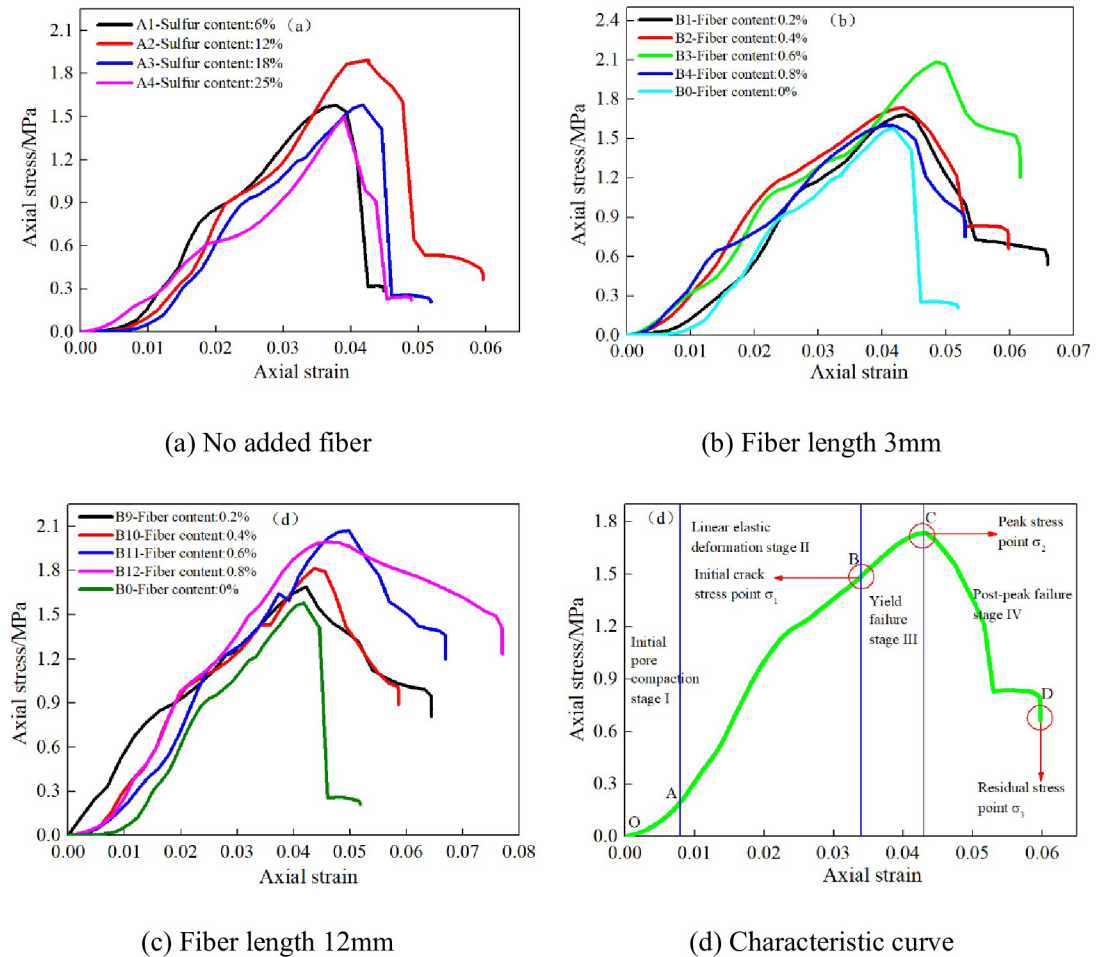 A1-Sulfur content:6%
(a)
A2-Sulfur content:12%
A3-Sulfur content:18%
A4-Sulfur content:25%
2.1
1.8
1.5
1.2
0.9
0.6
0.3
0.0
Axial stress/MPa
0.00 0.01 0.02 0.03 0.04 0.05 0.06
Axial strain
(a) No added fiber
B1-Fiber content:0.2%
(b)
B2-Fiber content:0.4%
B3-Fiber content:0.6%
B4-Fiber content:0.8%
B0-Fiber content:0%
2.4
2.1
1.8
1.5
1.2
0.9
0.6
0.3
0.0
Axial stress/MPa
0.00 0.01 0.02 0.03 0.04 0.05 0.06 0.07
Axial strain
(b) Fiber length 3mm
B9-Fiber content:0.2%
(d)
B10-Fiber content:0.4%
B11-Fiber content:0.6%
B12-Fiber content:0.8%
B0-Fiber content:0%
2.1
1.8
1.5
1.2
0.9
0.6
0.3
0.0
Axial stress/MPa
0.00 0.01 0.02 0.03 0.04 0.05 0.06 0.07 0.08
Axial strain
(c) Fiber length 12mm
(d)
Linear elastic
deformation stage II
Initial crack
stress point σ1
B
C
Peak stress
point σ2
Yield
failure
stage III
Post-peak failure
stage IV
Initial
pore
compaction
stage I
A
O
D
Residual stress
point σ3
1.8
1.5
1.2
0.9
0.6
0.3
0.0
Axial stress/MPa
0.00 0.01 0.02 0.03 0.04 0.05 0.06
Axial strain
(d) Characteristic curve